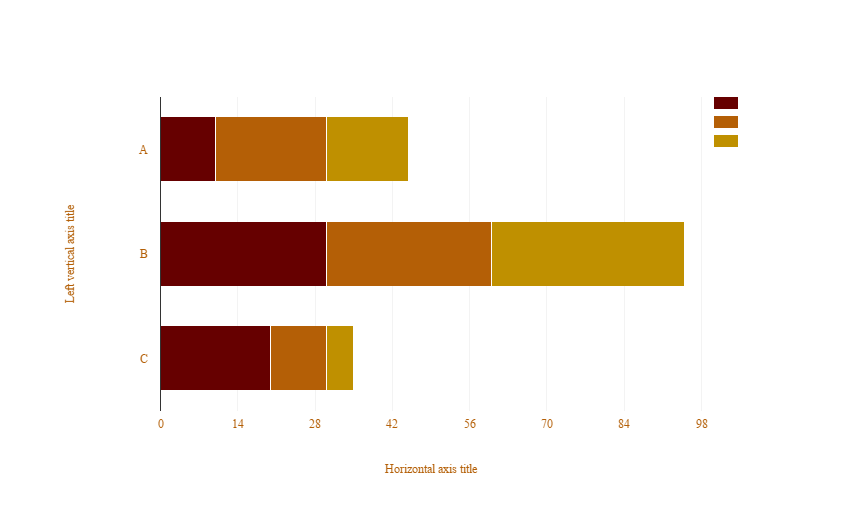 A
B
C
Left vertical axis title
0 14 28 42 56 70 84 98
Horizontal axis title